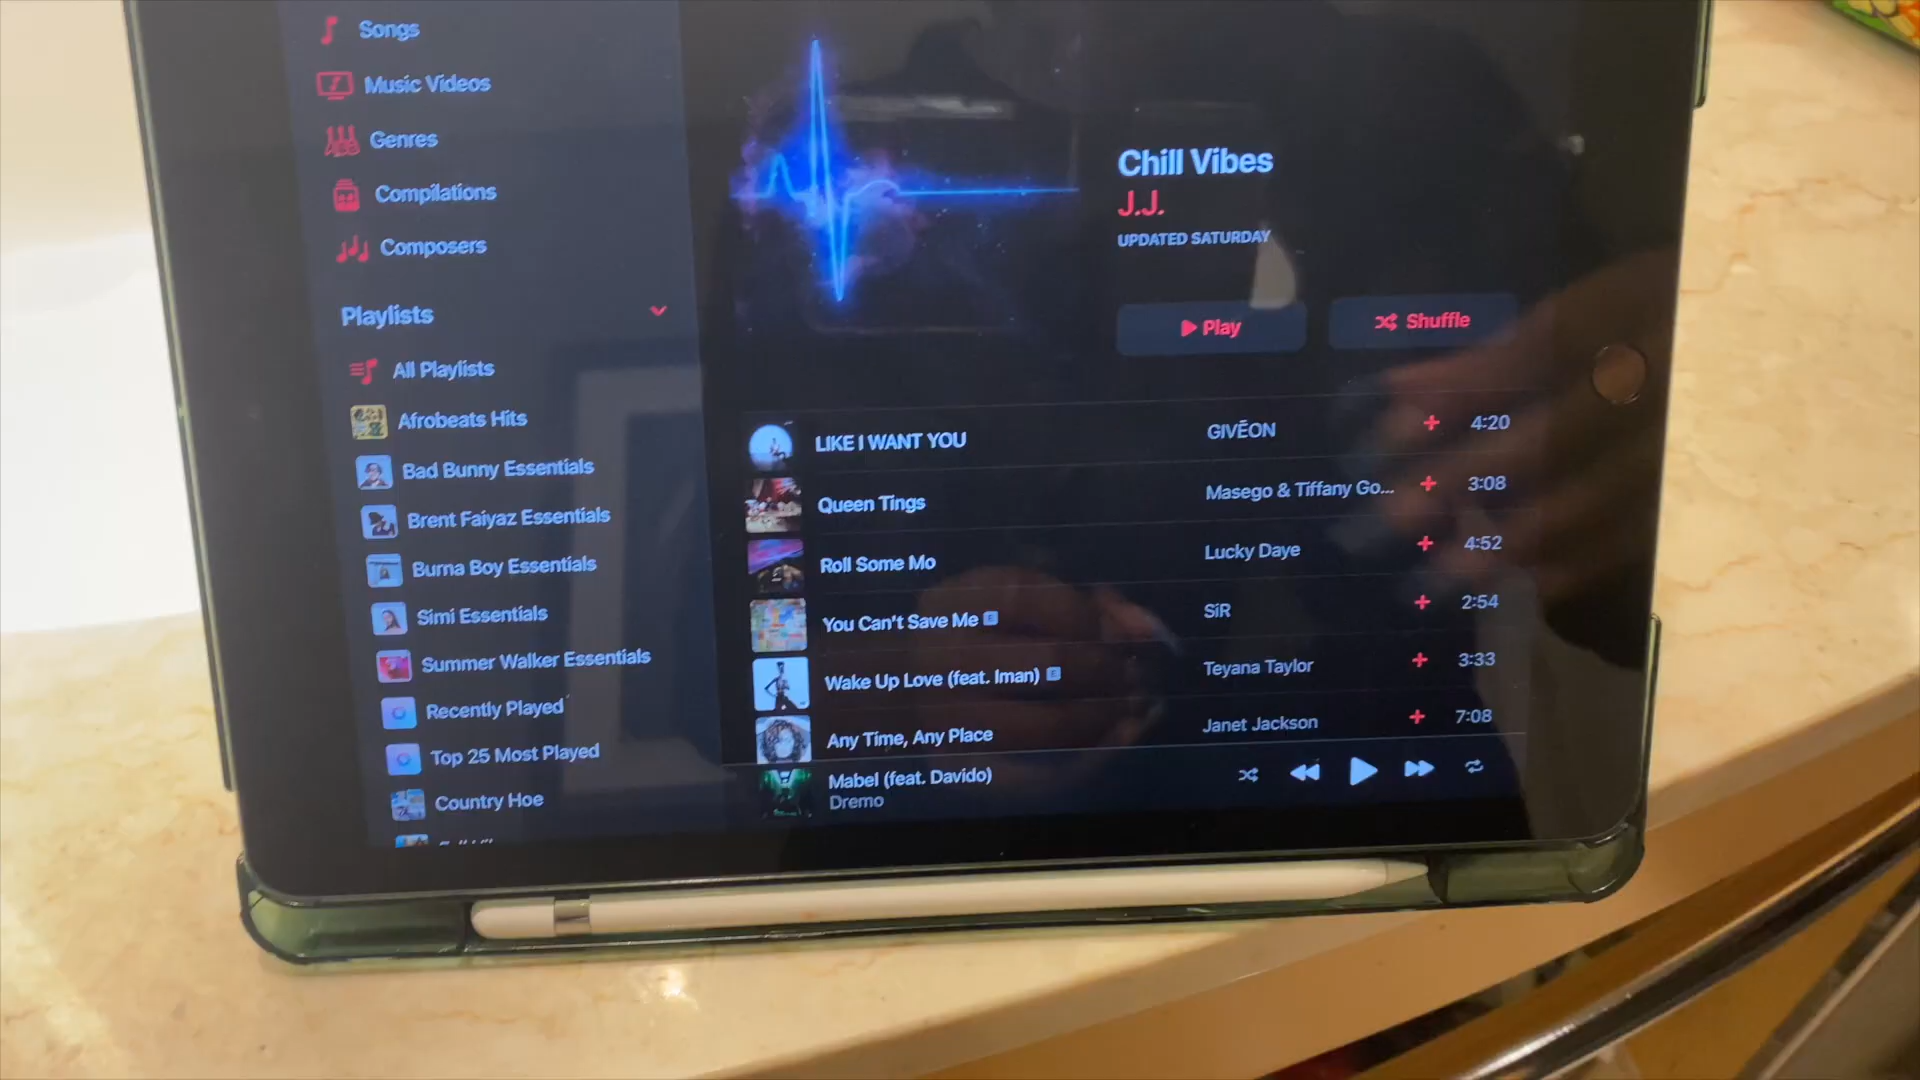 Songs
Music Videos
Genres
Compilations
Composers
Playlists
All Playlists
Afrobeats Hits
Bad Bunny Essentials
Brent Faiyaz Essentials
Burna Boy Essentials
Simi Essentials
Summer Walker Essentials
Recently Played
Top 25 Most Played
Country Hoe
Chill Vibes
J.J.
UPDATED SATURDAY
Play
Shuffle
LIKE I WANT YOU GIVĒON 4:20
Queen Tings Masego & Tiffany Go... 3:08
Roll Some Mo Lucky Daye 4:52
You Can't Save Me E SiR 2:54
Wake Up Love (feat. Iman) E Teyana Taylor 3:33
Any Time, Any Place Janet Jackson 7:08
Mabel (feat. Davido)
Dremo